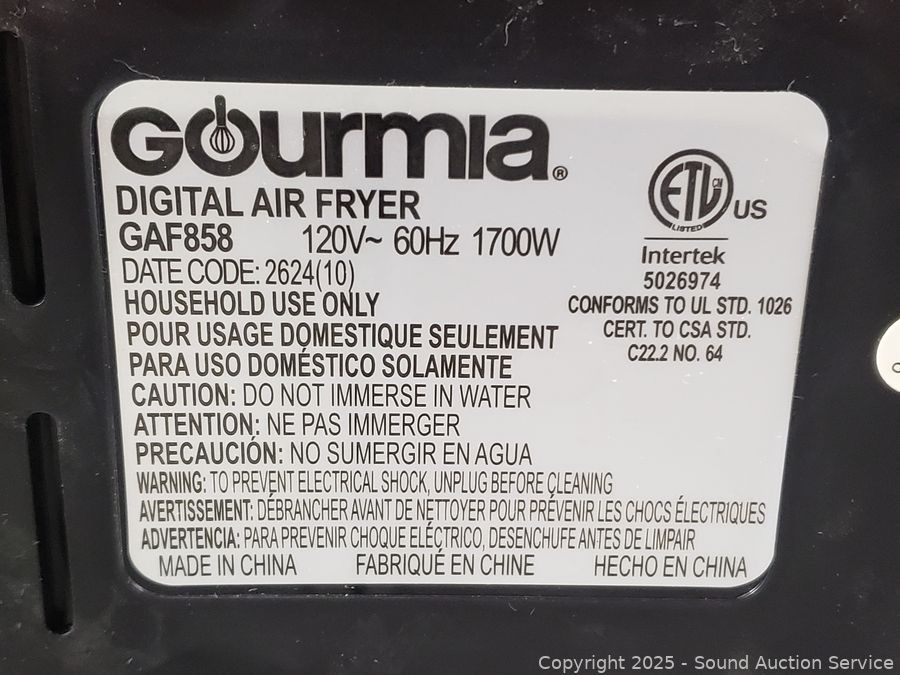 GOurmia®
DIGITAL AIR FRYER
GAF858 120V~ 60Hz 1700W
DATE CODE: 2624(10)
HOUSEHOLD USE ONLY
POUR USAGE DOMESTIQUE SEULEMENT
PARA USO DOMÉSTICO SOLAMENTE
CAUTION: DO NOT IMMERSE IN WATER
ATTENTION: NE PAS IMMERGER
PRECAUCIÓN: NO SUMERGIR EN AGUA
WARNING: TO PREVENT ELECTRICAL SHOCK, UNPLUG BEFORE CLEANING
AVERTISSEMENT: DÉBRANCHER AVANT DE NETTOYER POUR PRÉVENIR LES CHOCS ÉLECTRIQUES
ADVERTENCIA: PARA PREVENIR CHOQUE ELÉCTRICO, DESENCHUFE ANTES DE LIMPIAR
MADE IN CHINA FABRIQUÉ EN CHINE HECHO EN CHINA
ETL CM
LISTED
US
Intertek
5026974
CONFORMS TO UL STD. 1026
CERT. TO CSA STD.
C22.2 NO. 64
Copyright 2025 - Sound Auction Service